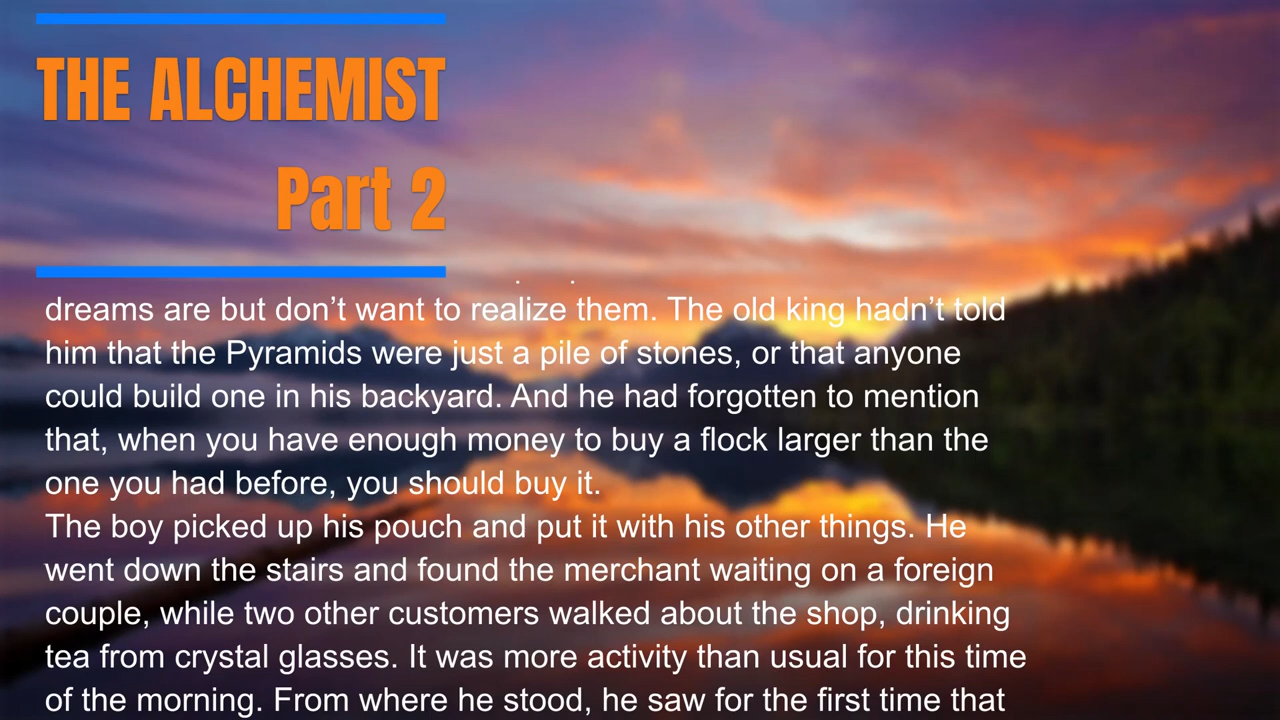 THE ALCHEMIST
Part 2
dreams are but don’t want to realize them. The old king hadn’t told
him that the Pyramids were just a pile of stones, or that anyone
could build one in his backyard. And he had forgotten to mention
that, when you have enough money to buy a flock larger than the
one you had before, you should buy it.
The boy picked up his pouch and put it with his other things. He
went down the stairs and found the merchant waiting on a foreign
couple, while two other customers walked about the shop, drinking
tea from crystal glasses. It was more activity than usual for this time
of the morning. From where he stood, he saw for the first time that